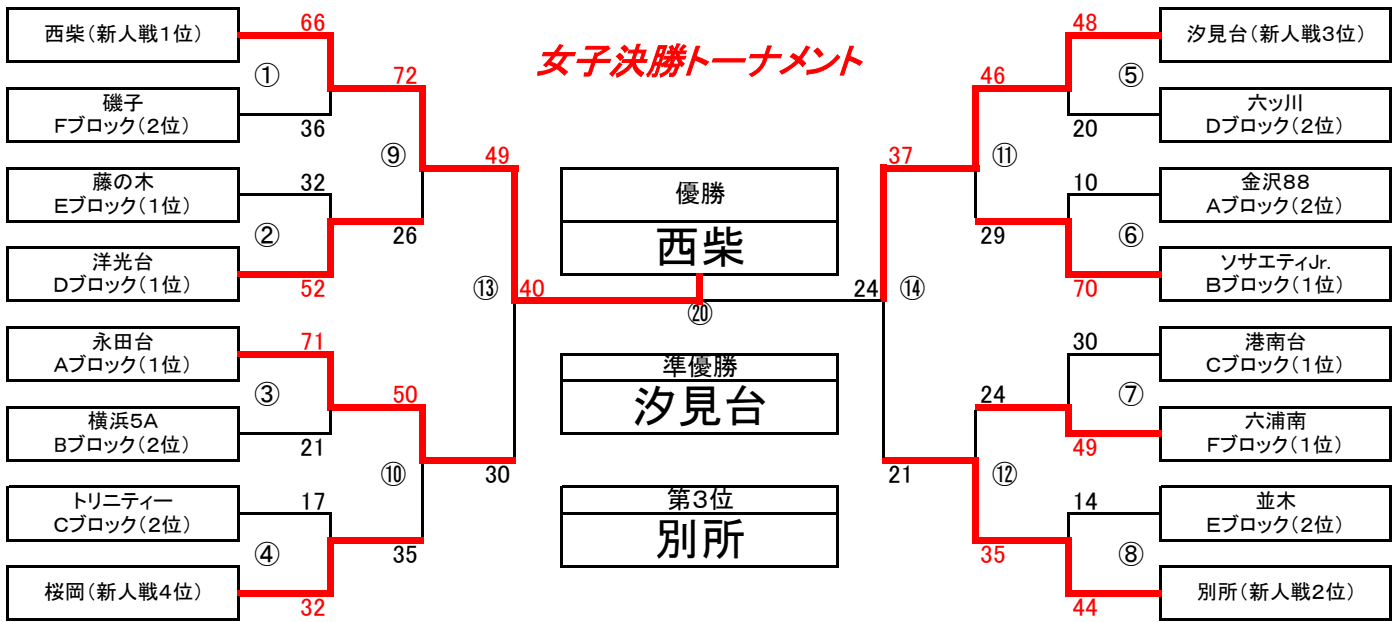 女子決勝トーナメント
西柴(新人戦1位)
66
①
72
磯子
Fブロック(2位)
36
⑨
49
藤の木
Eブロック(1位)
32
②
26
洋光台
Dブロック(1位)
52
⑬
40
永田台
Aブロック(1位)
71
③
50
横浜5A
Bブロック(2位)
21
⑩
30
トリニティー
Cブロック(2位)
17
④
35
桜岡(新人戦4位)
32
優勝
西柴
⑳
準優勝
汐見台
第3位
別所
48
汐見台(新人戦3位)
46
⑤
20
六ッ川
Dブロック(2位)
37
⑪
10
金沢88
Aブロック(2位)
29
⑥
ソサエティJr.
Bブロック(1位)
70
24
⑭
30
港南台
Cブロック(1位)
24
⑦
六浦南
Fブロック(1位)
49
21
⑫
14
並木
Eブロック(2位)
35
⑧
別所(新人戦2位)
44